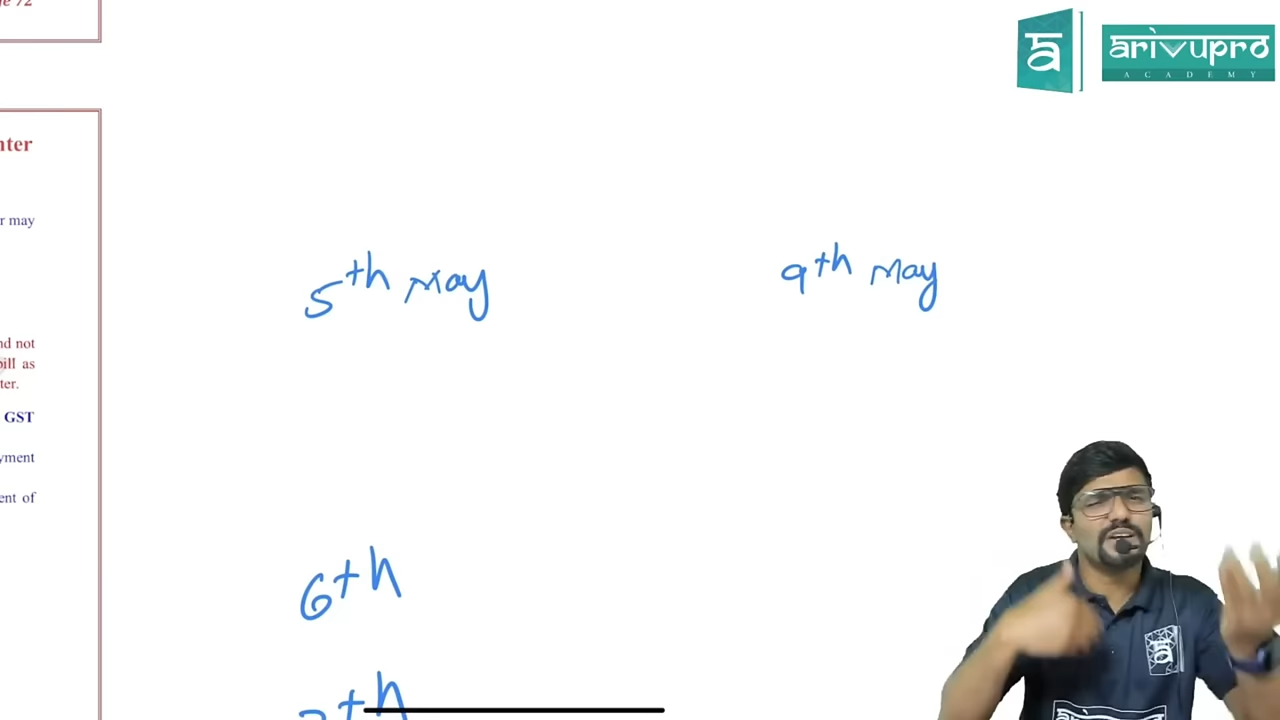 72
nter
r may
nd not
bill as
ter.
GST
yment
ent of
5th May
9th May
6th
th
ā
arivupro
ACADEMY